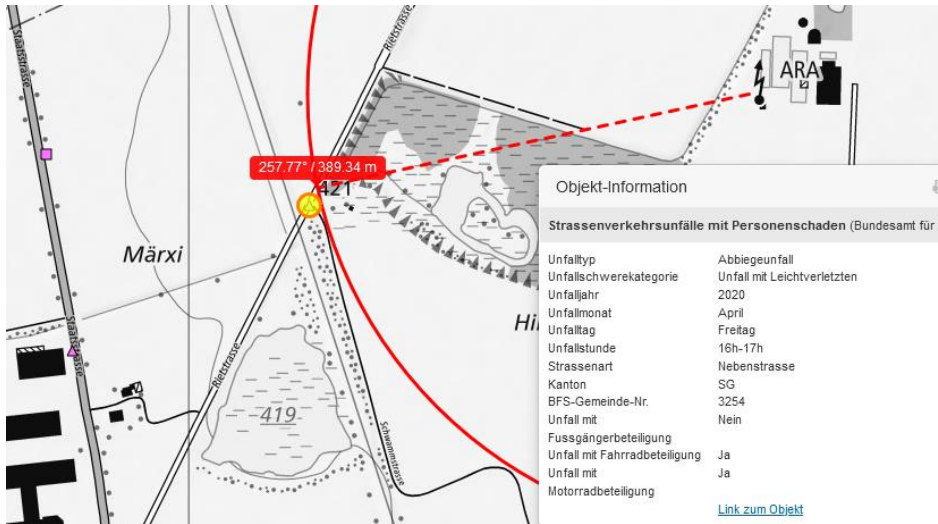 Staatsstrasse
Rietstrasse
ARA
257.77° / 389.34 m
421
Märxi
Staatsstrasse
Rietstrasse
419
Schwammstrasse
Hi
Objekt-Information
Strassenverkehrsunfälle mit Personenschaden (Bundesamt für
Unfalltyp Abbiegeunfall
Unfallschwerekategorie Unfall mit Leichtverletzten
Unfalljahr 2020
Unfallmonat April
Unfalltag Freitag
Unfallstunde 16h-17h
Strassenart Nebenstrasse
Kanton SG
BFS-Gemeinde-Nr. 3254
Unfall mit Nein
Fussgängerbeteiligung
Unfall mit Fahrradbeteiligung Ja
Unfall mit Ja
Motorradbeteiligung
Link zum Objekt